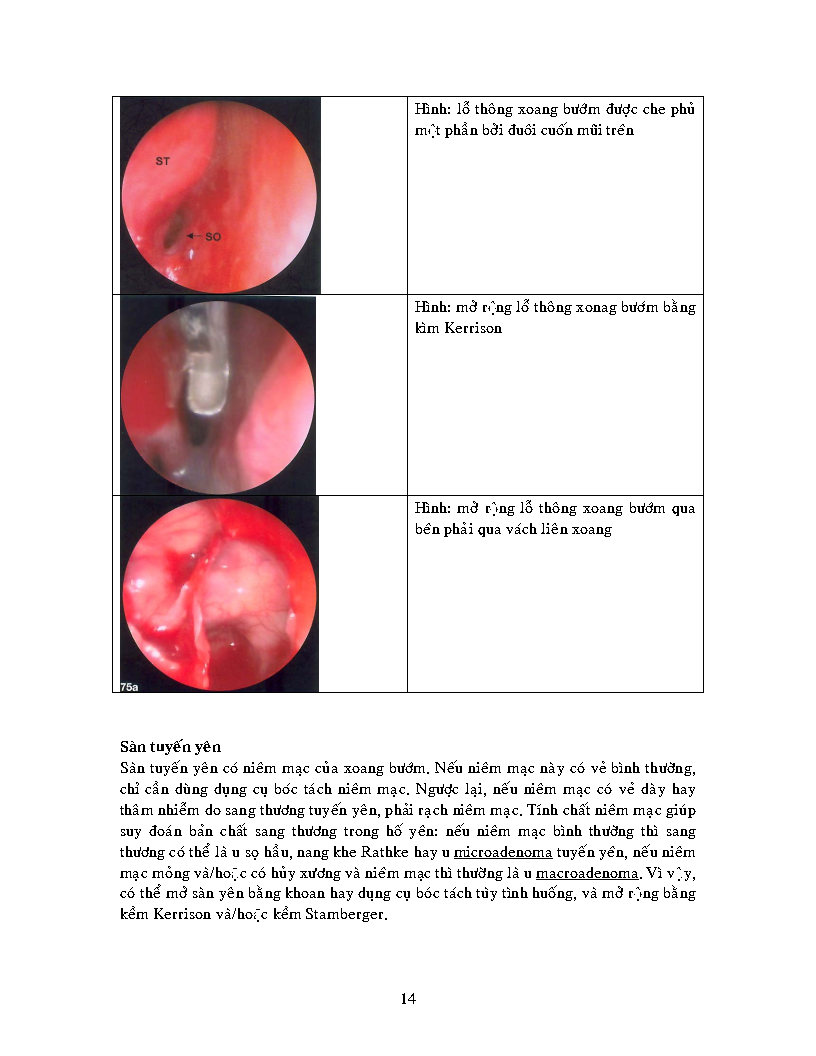 Hình: lỗ thông xoang bướm được che phủ
một phần bởi đuôi cuốn mũi trên
ST
SO
Hình: mở rộng lỗ thông xonag bướm bằng
kìm Kerrison
Hình: mở rộng lỗ thông xoang bướm qua
bên phải qua vách liên xoang
75a
Sàn tuyến yên
Sàn tuyến yên có niêm mạc của xoang bướm. Nếu niêm mạc này có vẻ bình thường,
chỉ cần dùng dụng cụ bóc tách niêm mạc. Ngược lại, nếu niêm mạc có vẻ dày hay
thâm nhiễm do sang thương tuyến yên, phải rạch niêm mạc. Tính chất niêm mạc giúp
suy đoán bản chất sang thương trong hố yên: nếu niêm mạc bình thường thì sang
thương có thể là u sọ hầu, nang khe Rathke hay u microadenoma tuyến yên, nếu niêm
mạc mỏng và/hoặc có hủy xương và niêm mạc thì thường là u macroadenoma. Vì vậy,
có thể mở sàn yên bằng khoan hay dụng cụ bóc tách tùy tình huống, và mở rộng bằng
kềm Kerrison và/hoặc kềm Stamberger.
14